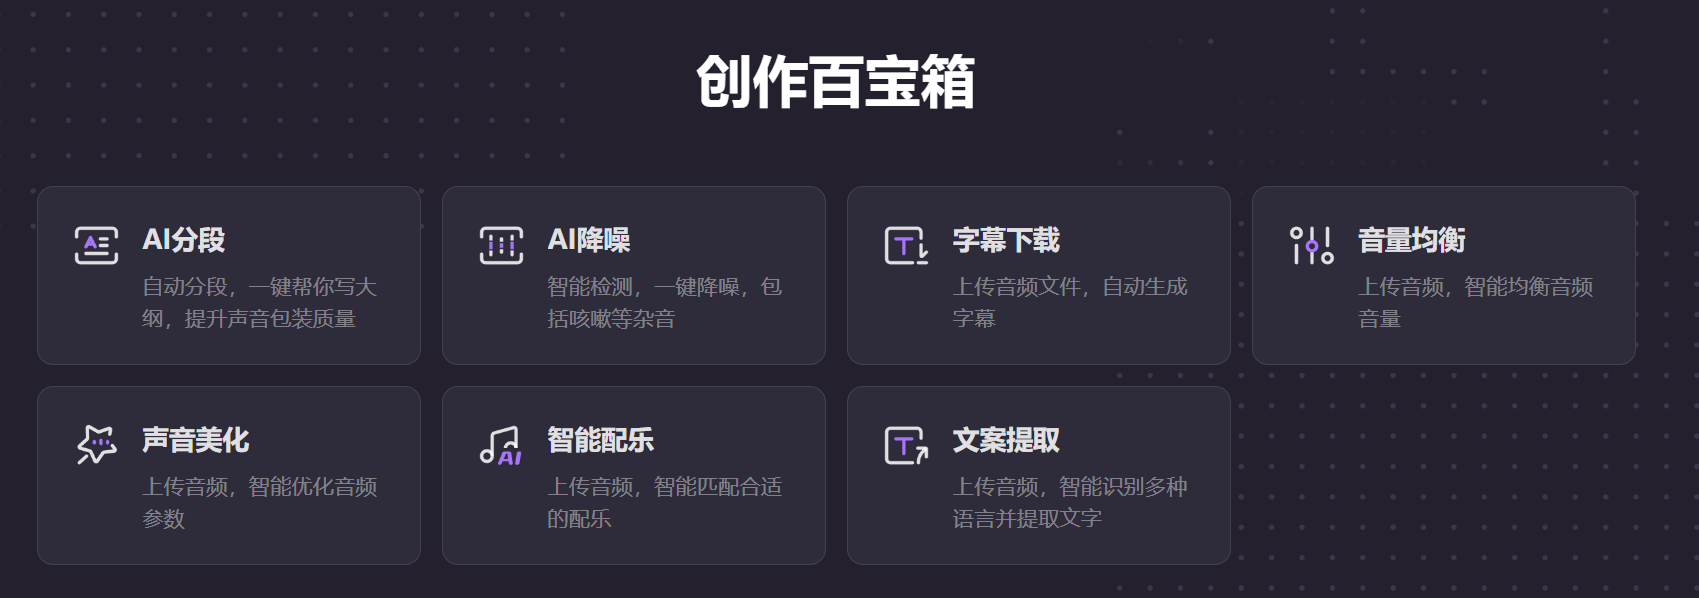 创作百宝箱
AI分段
自动分段，一键帮你写大
纲，提升声音包装质量
AI降噪
智能检测，一键降噪，包
括咳嗽等杂音
字幕下载
上传音频文件，自动生成
字幕
音量均衡
上传音频，智能均衡音频
音量
声音美化
上传音频，智能优化音频
参数
智能配乐
上传音频，智能匹配合适
的配乐
文案提取
上传音频，智能识别多种
语言并提取文字